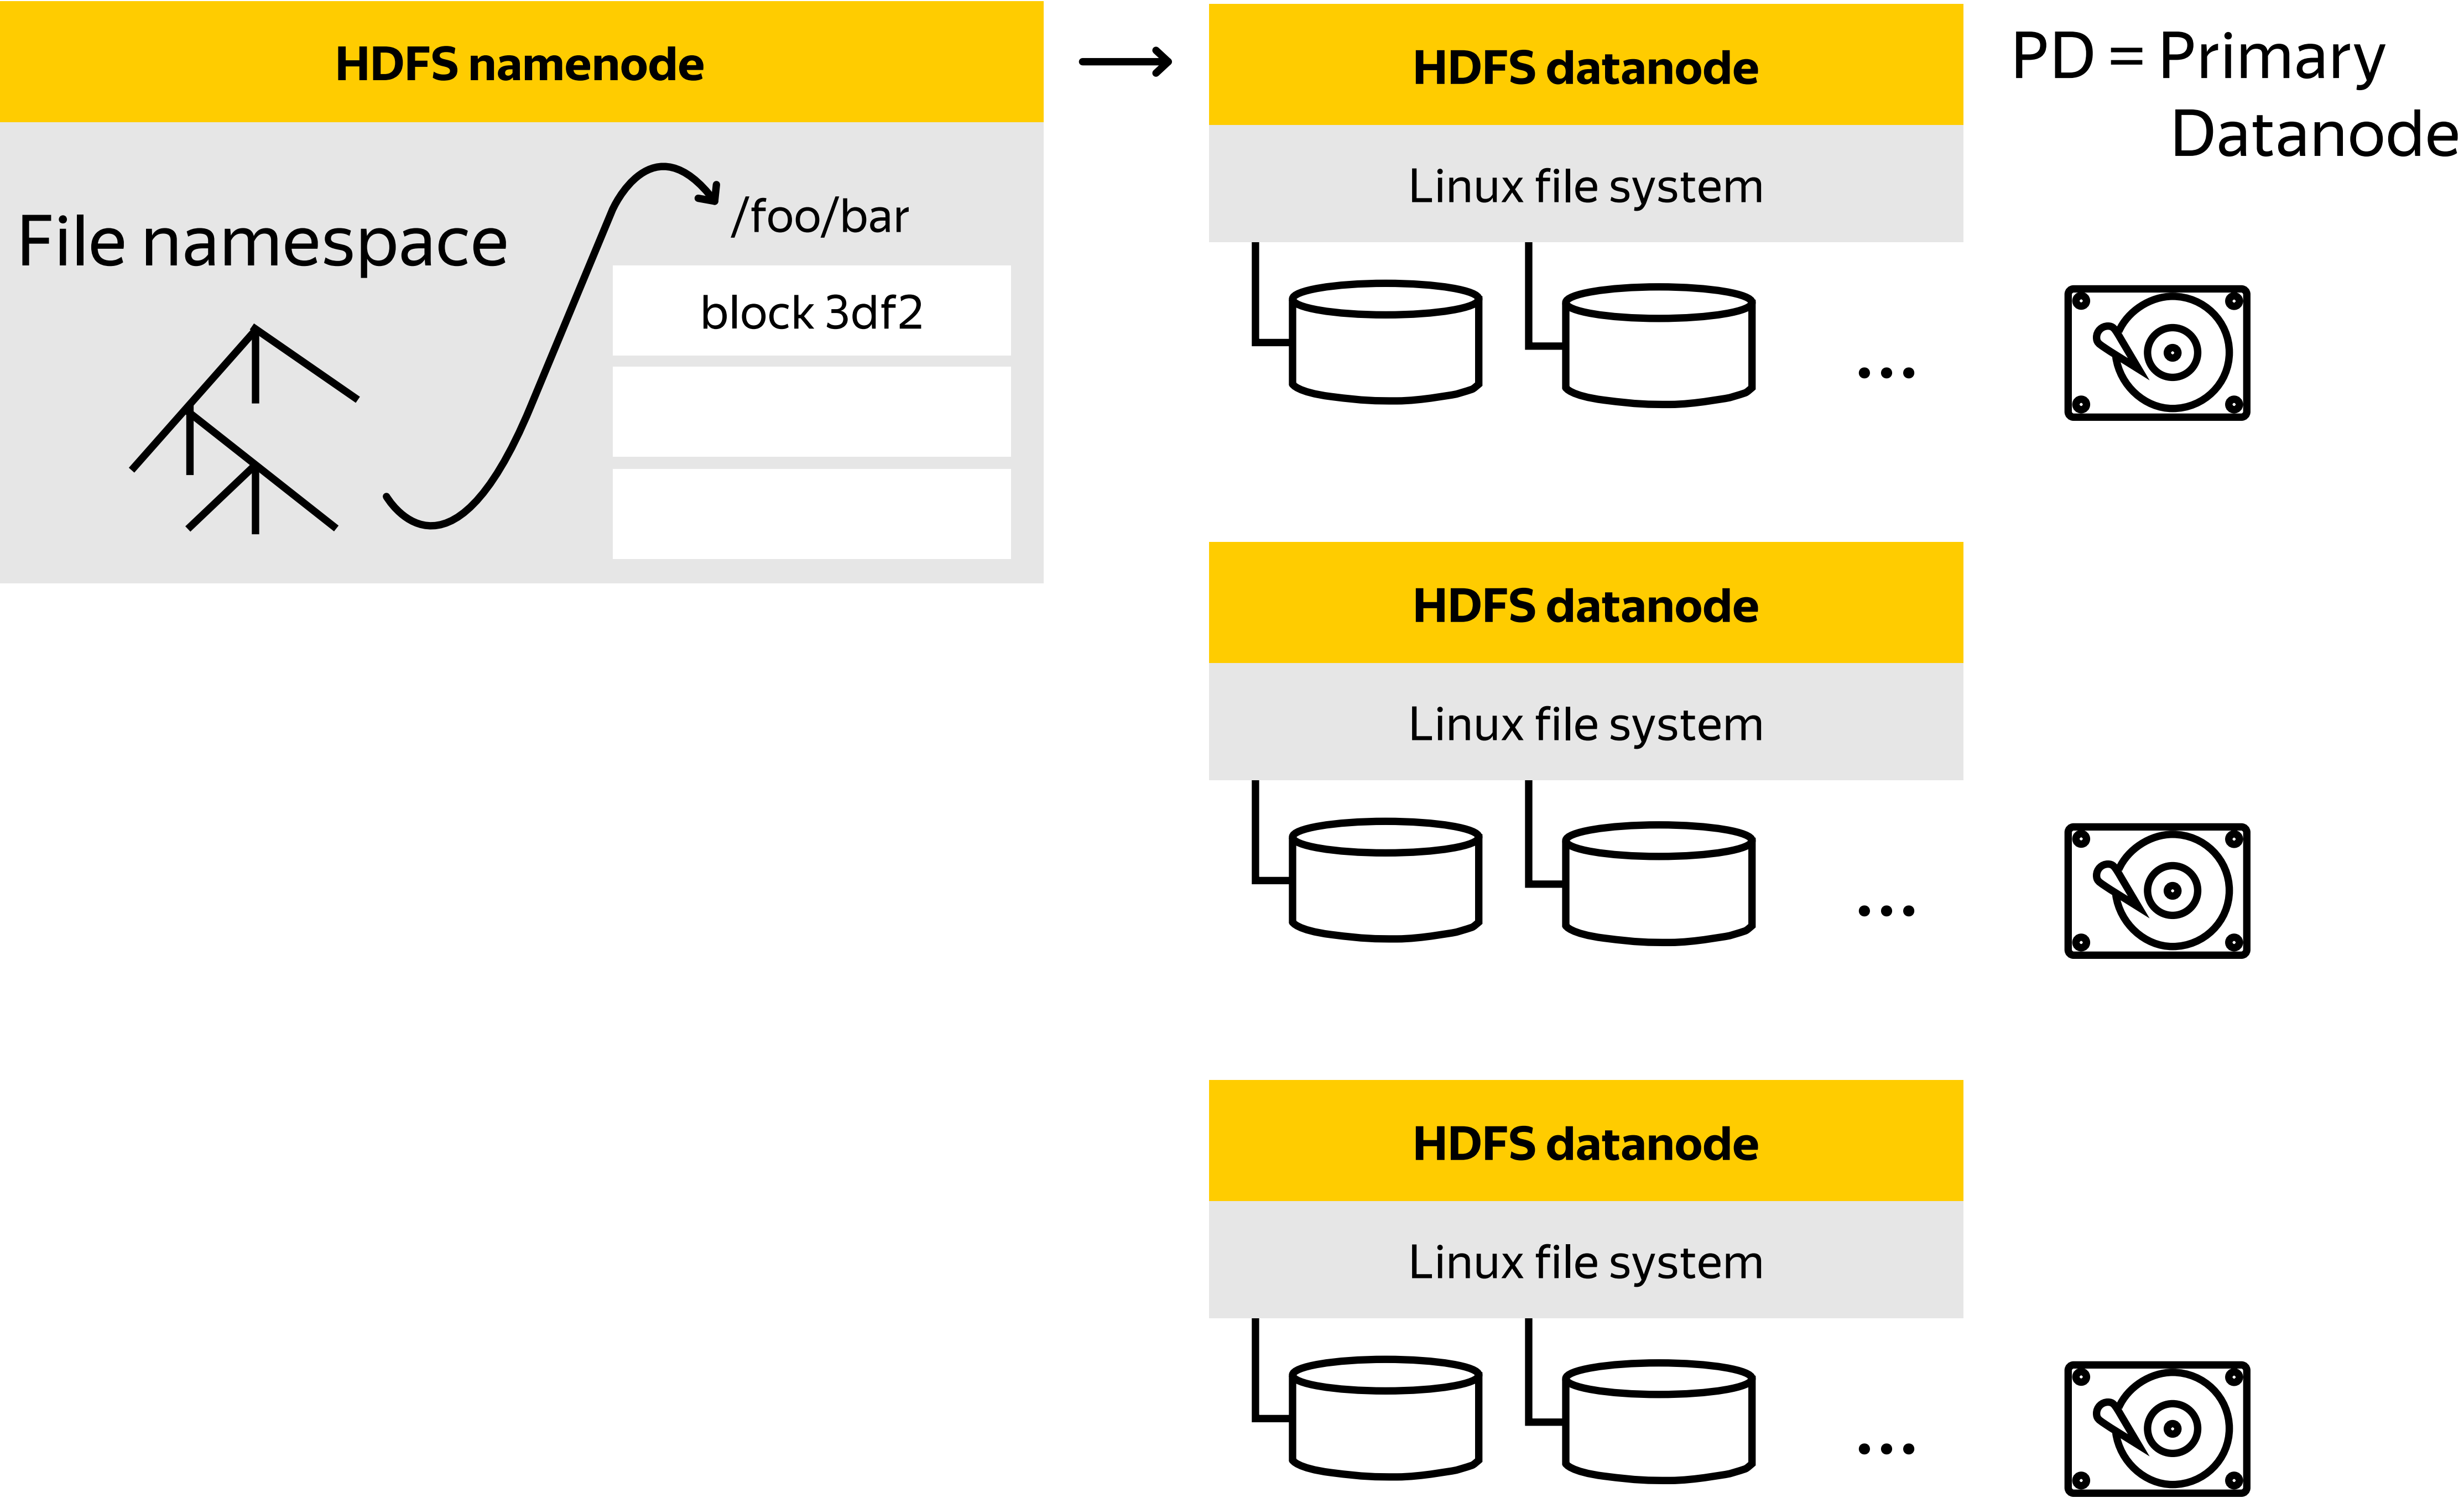 HDFS namenode
File namespace
/foo/bar
block 3df2
HDFS datanode
Linux file system
PD = Primary
Datanode
HDFS datanode
Linux file system
HDFS datanode
Linux file system